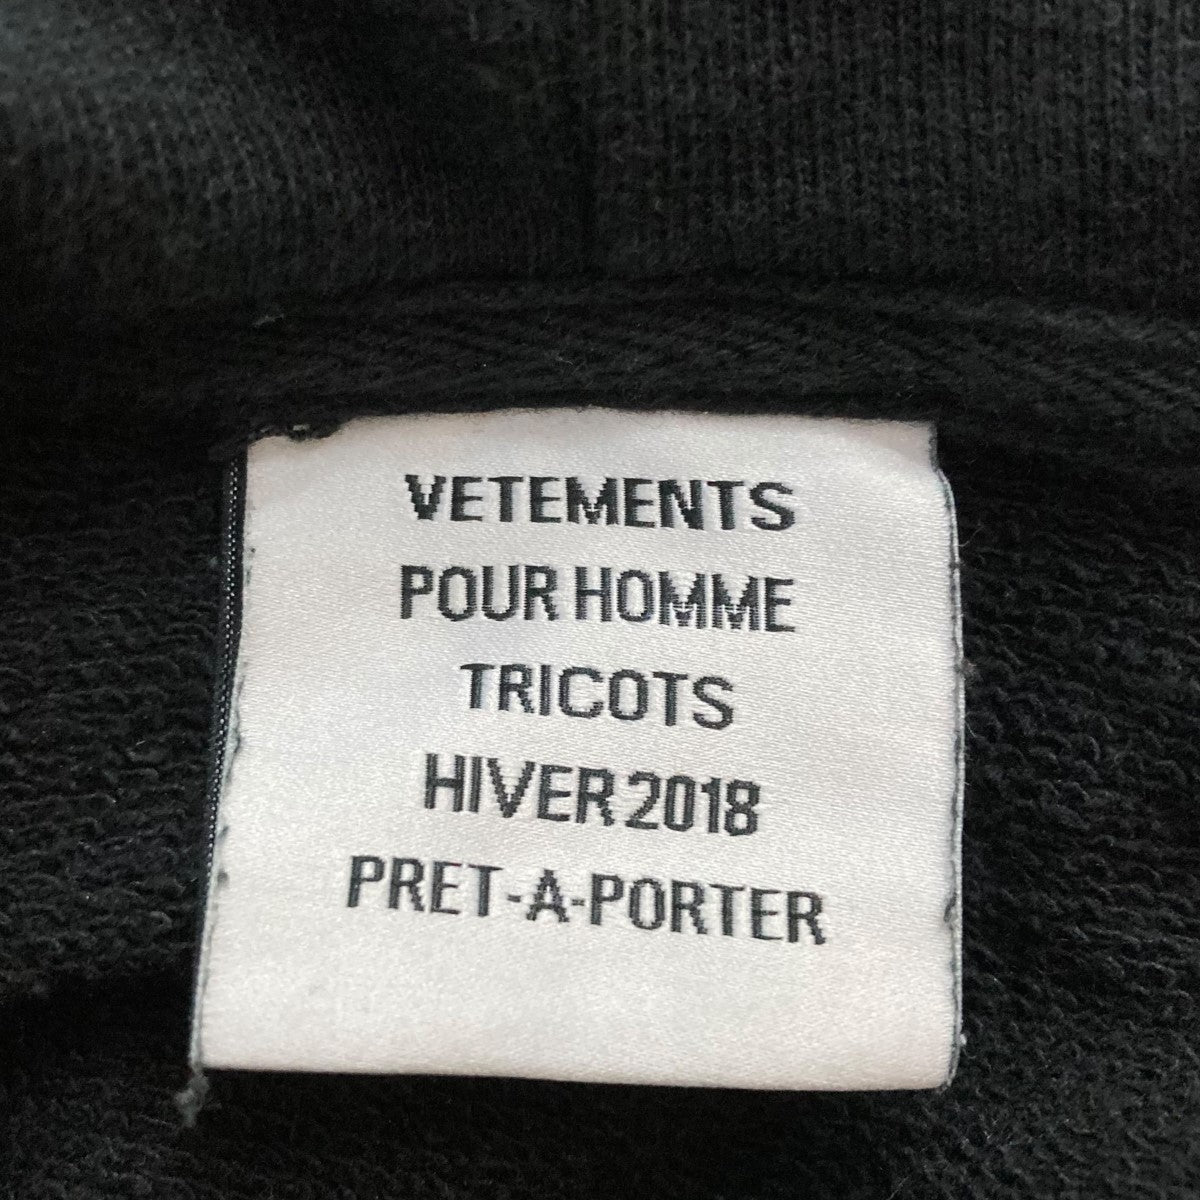 VETEMENTS
POUR HOMME
TRICOTS
HIVER 2018
PRET-A-PORTER